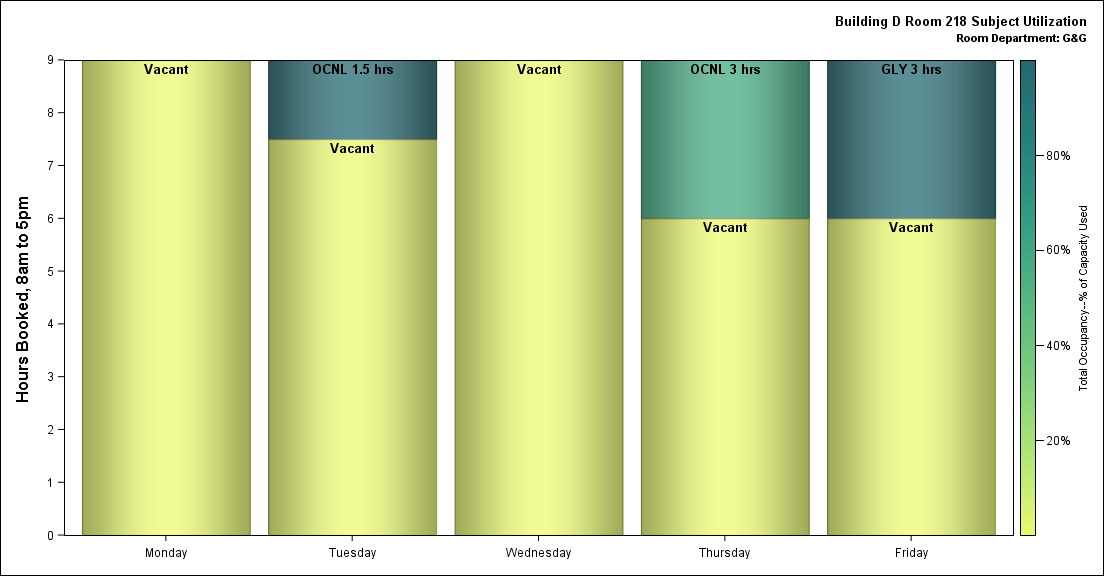 Building D Room 218 Subject Utilization
Room Department: G&G
Hours Booked, 8am to 5pm
9
8
7
6
5
4
3
2
1
0
Vacant
OCNL 1.5 hrs
Vacant
Vacant
OCNL 3 hrs
Vacant
GLY 3 hrs
Vacant
Monday
Tuesday
Wednesday
Thursday
Friday
80%
60%
40%
20%
Total Occupancy--% of Capacity Used